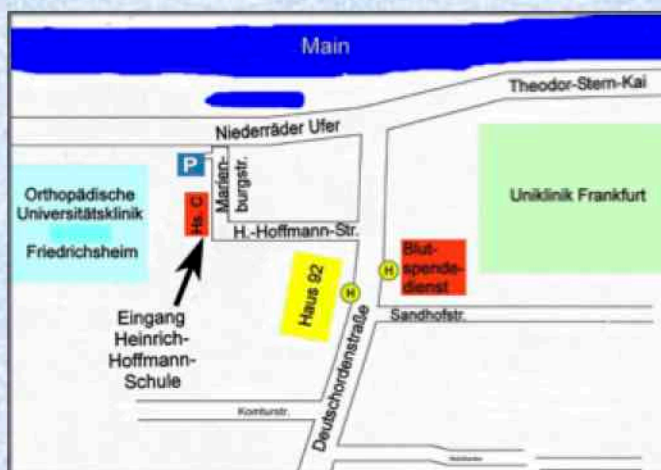 Main
Theodor-Stern-Kai
Niederräder Ufer
P
Marien-
burgstr.
Orthopädische
Universitätsklinik
Friedrichsheim
Hs. C
Uniklinik Frankfurt
H.-Hoffmann-Str.
Blut-
spende-
dienst
H
Haus 92
H
Sandhofstr.
Eingang
Heinrich-
Hoffmann-
Schule
Deutschordenstraße
Komturstr.